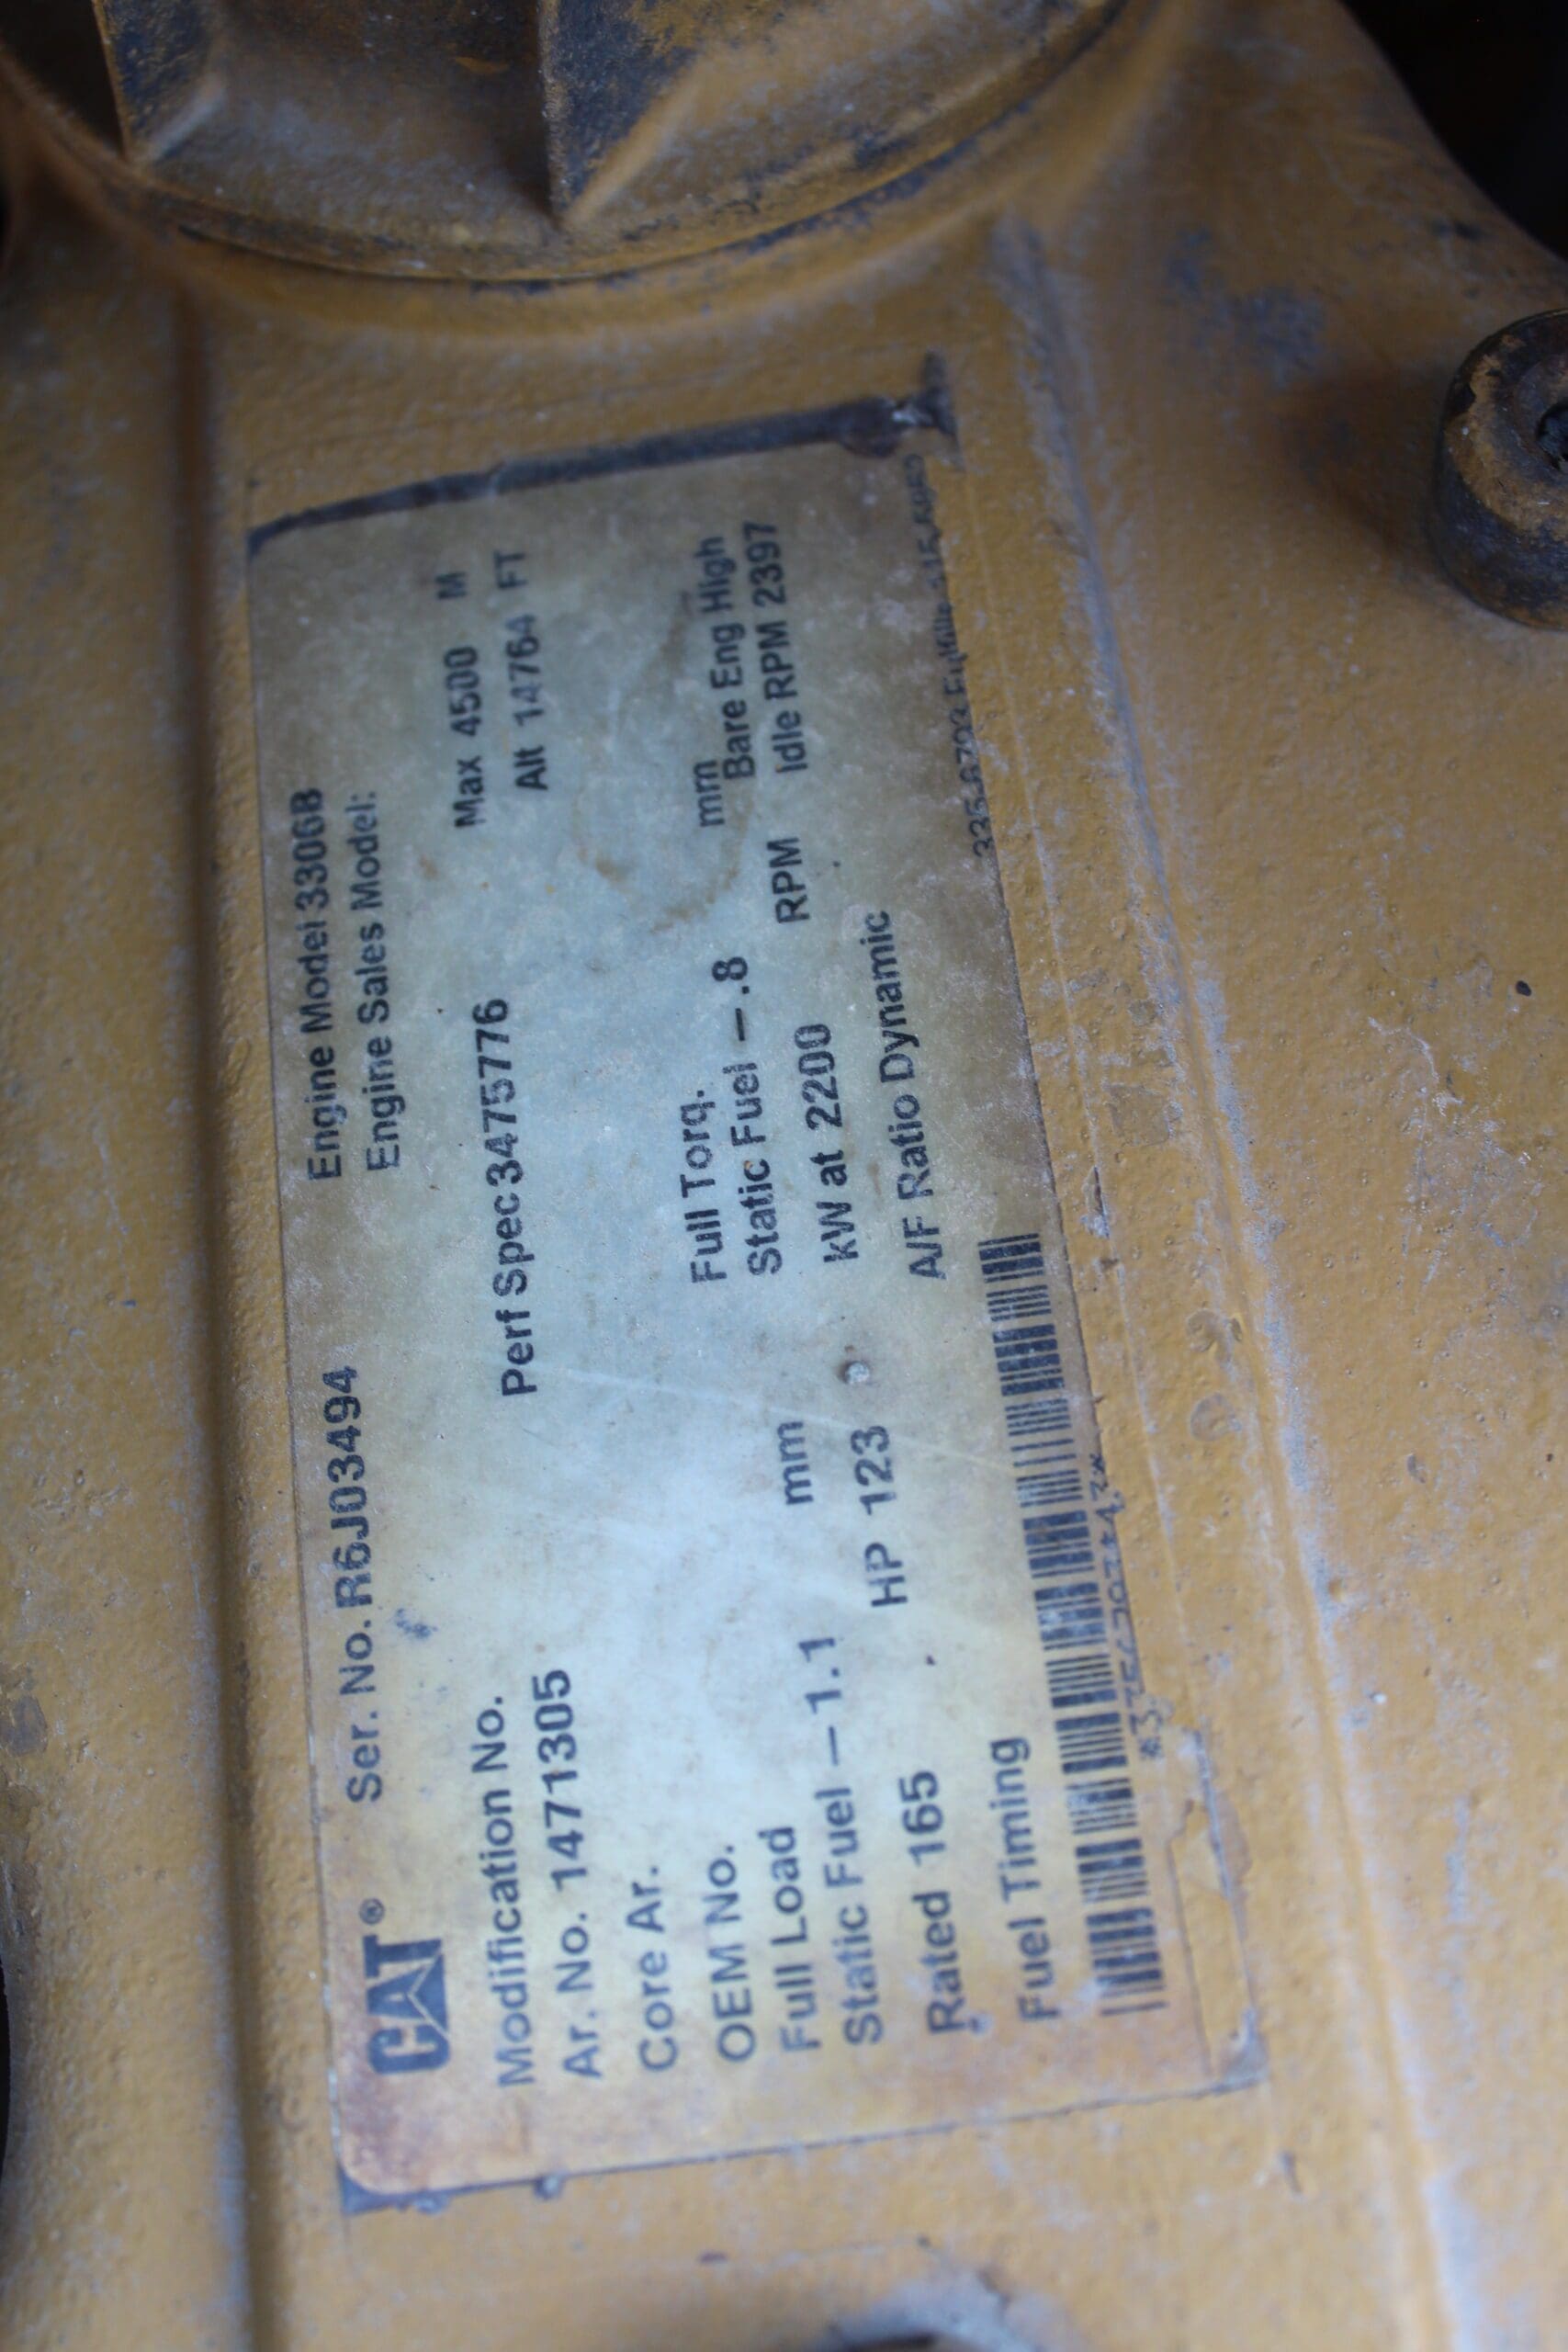 CAT® Ser. No. R6J03494 Engine Model 3306B
Engine Sales Model:
Modification No.
Ar. No. 1471305 Perf Spec 3475776 Max 4500 M
Alt 14764 FT
Core Ar.
OEM No.
Full Load Full Torq.
Static Fuel –1.1 mm Static Fuel –.8 mm Bare Eng High
Rated 165 HP 123 kW at 2200 RPM Idle RPM 2397
Fuel Timing A/F Ratio Dynamic